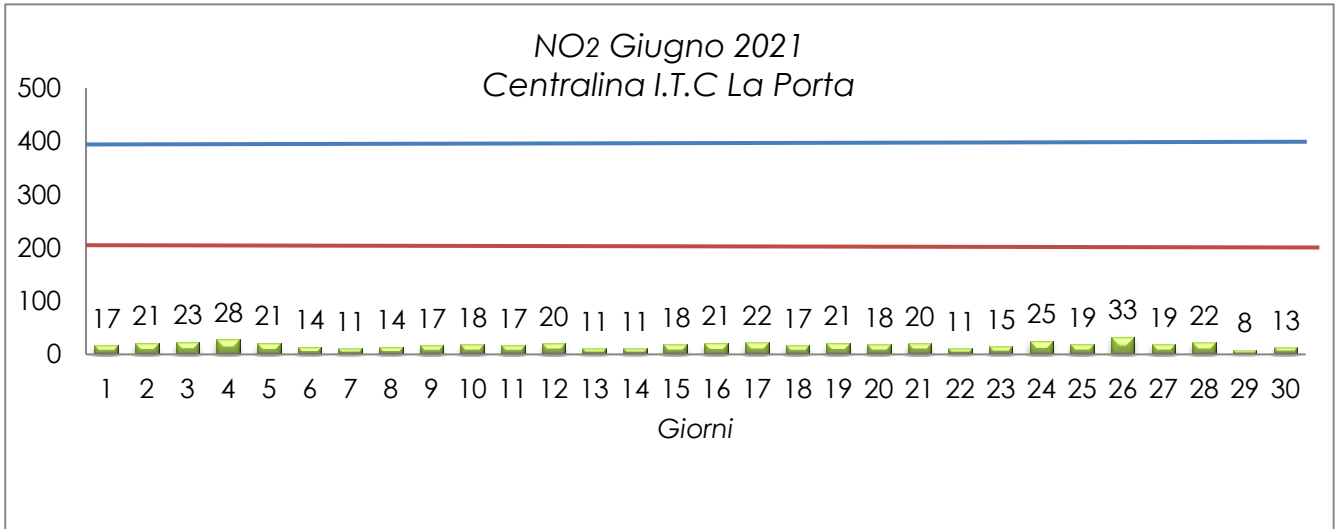 NO2 Giugno 2021
Centralina I.T.C La Porta
500
400
300
200
100
0
17 21 23 28 21 14 11 14 17 18 17 20 11 11 18 21 22 17 21 18 20 11 15 25 19 33 19 22 8 13
1 2 3 4 5 6 7 8 9 10 11 12 13 14 15 16 17 18 19 20 21 22 23 24 25 26 27 28 29 30
Giorni